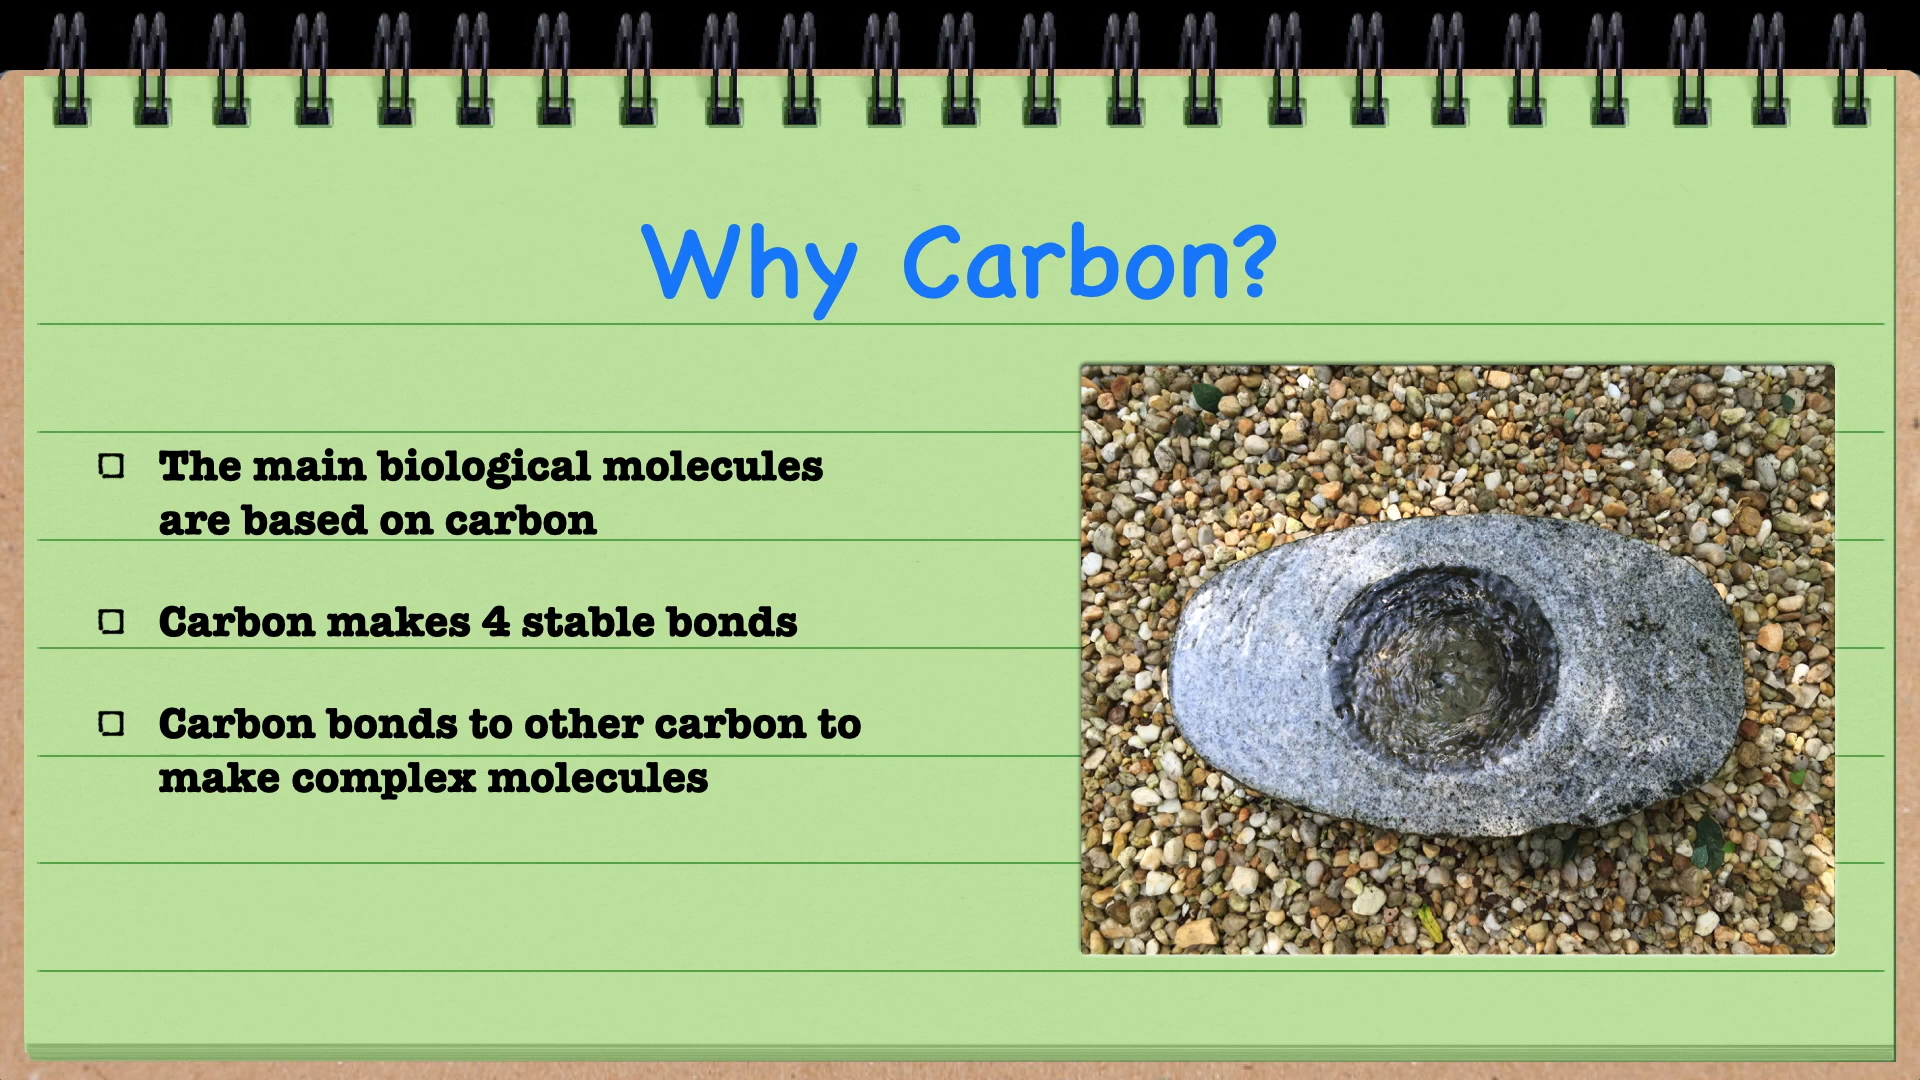 Why Carbon?
The main biological molecules
are based on carbon
Carbon makes 4 stable bonds
Carbon bonds to other carbon to
make complex molecules